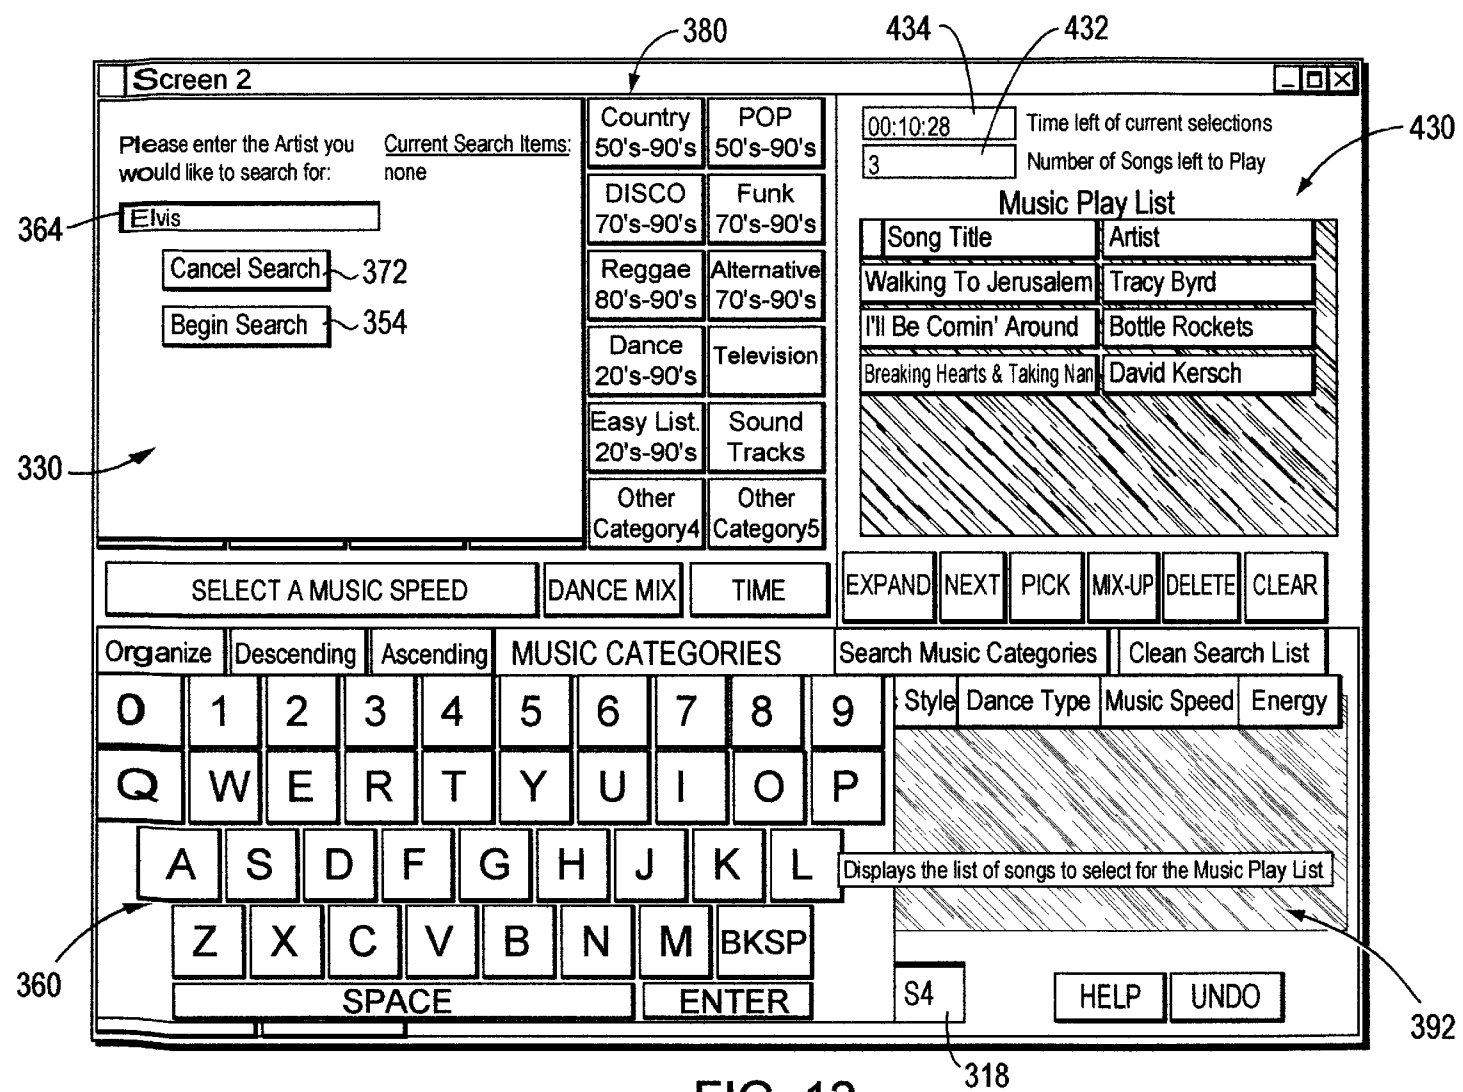 434
432
380
Screen 2
430
Please enter the Artist you
would like to search for:
Current Search Items:
none
364
Elvis
Cancel Search
372
Begin Search
354
330
Country
50's-90's
POP
50's-90's
DISCO
70's-90's
Funk
70's-90's
Reggae
80's-90's
Alternative
70's-90's
Dance
20's-90's
Television
Easy List.
20's-90's
Sound
Tracks
Other
Category4
Other
Category5
00:10:28 Time left of current selections
3 Number of Songs left to Play
Music Play List
Song Title Artist
Walking To Jerusalem Tracy Byrd
I'll Be Comin' Around Bottle Rockets
Breaking Hearts & Taking Nan David Kersch
SELECT A MUSIC SPEED DANCE MIX TIME
EXPAND NEXT PICK MIX-UP DELETE CLEAR
Organize Descending Ascending MUSIC CATEGORIES Search Music Categories Clean Search List
0 1 2 3 4 5 6 7 8 9
Style Dance Type Music Speed Energy
Q W E R T Y U I O P
A S D F G H J K L
Displays the list of songs to select for the Music Play List
Z X C V B N M BKSP
360
SPACE ENTER
S4 HELP UNDO
392
318